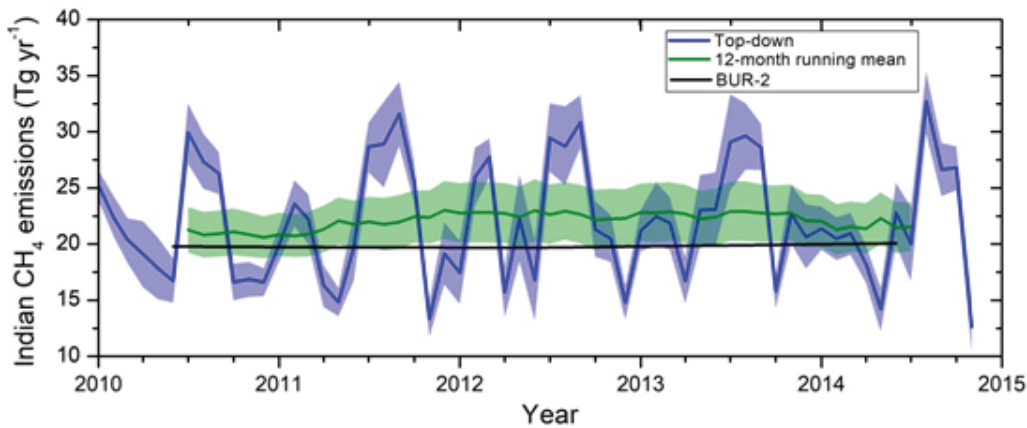 Indian CH4 emissions (Tg yr-1)
40
35
30
25
20
15
10
Top-down
12-month running mean
BUR-2
2010 2011 2012 2013 2014 2015
Year